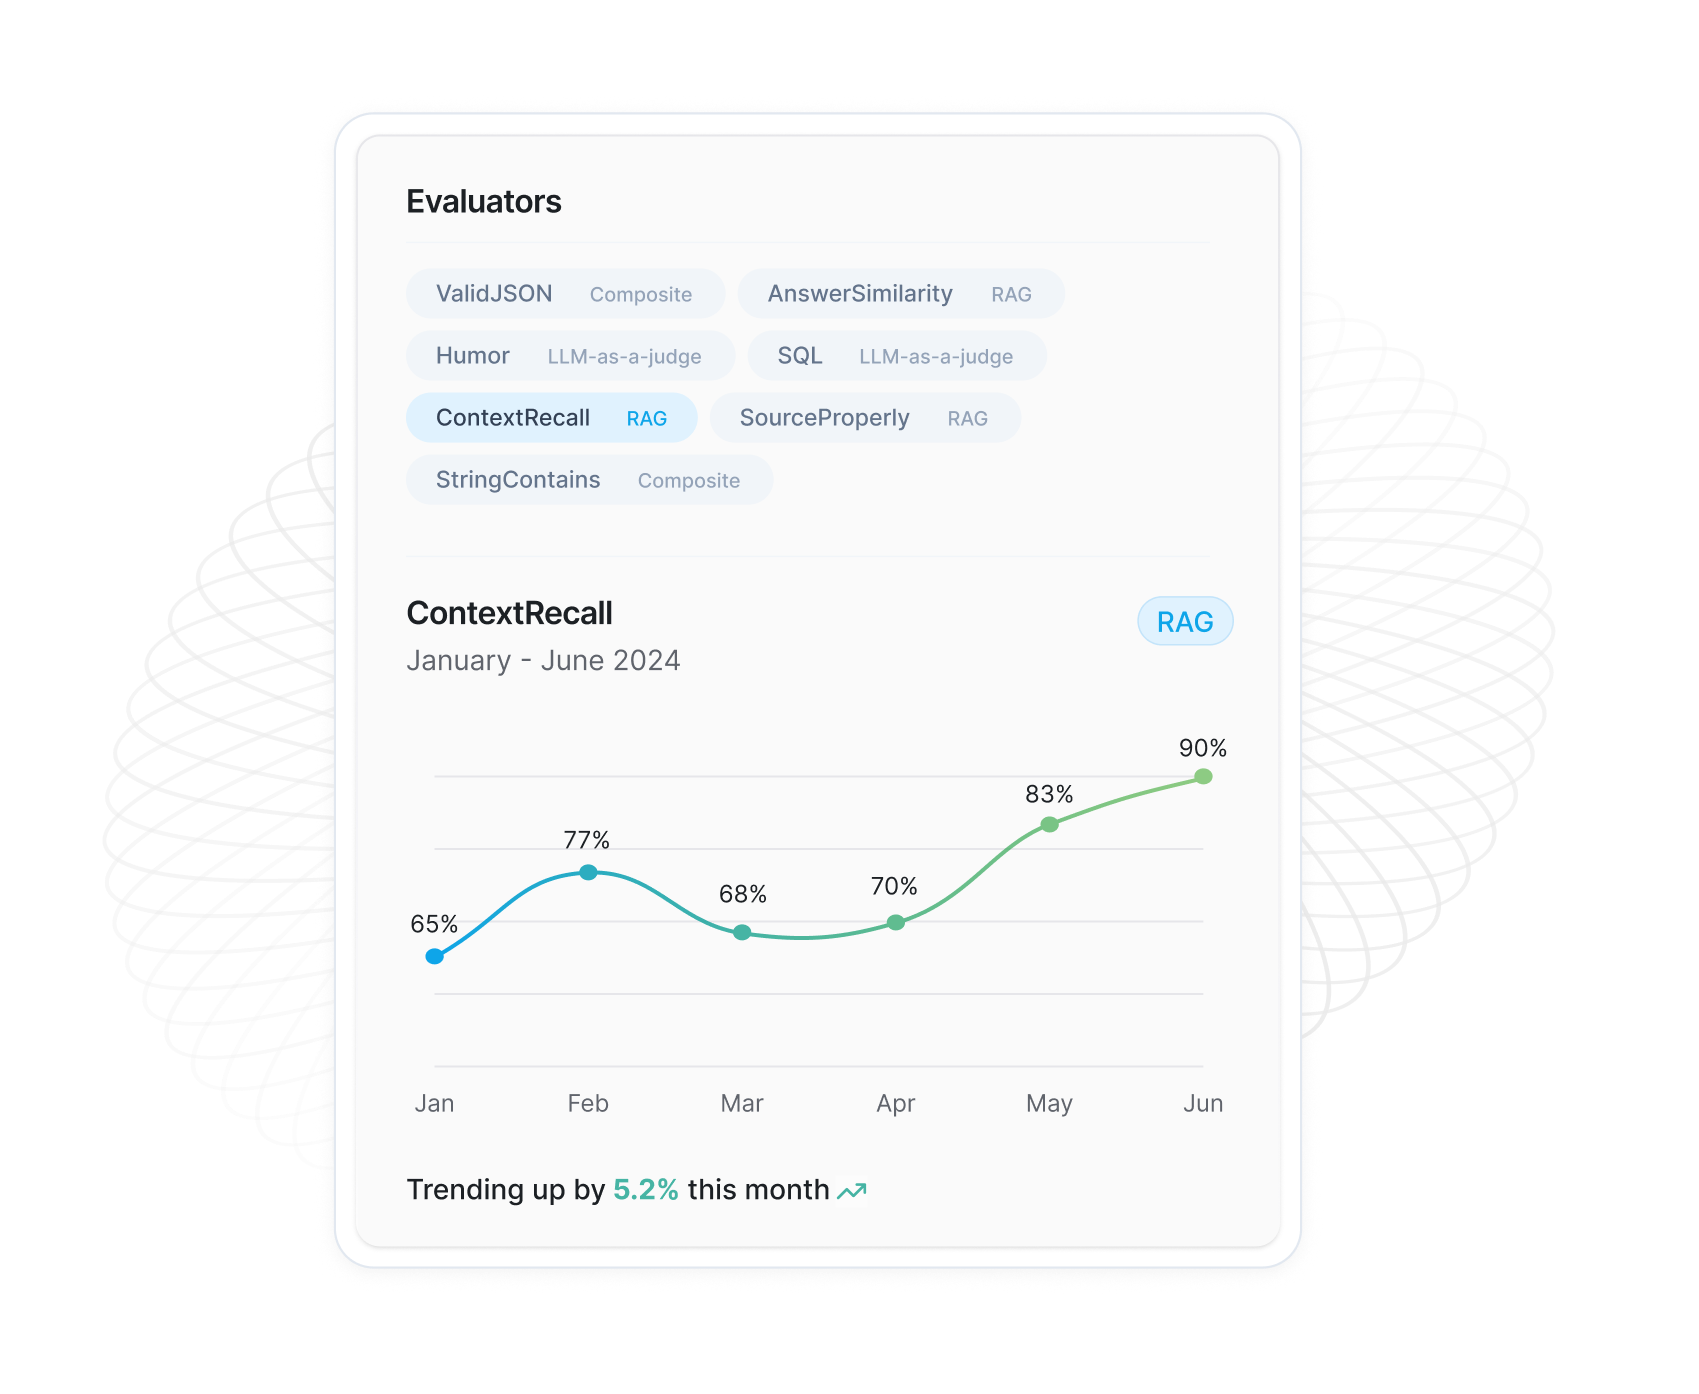 Evaluators
ValidJSON Composite AnswerSimilarity RAG
Humor LLM-as-a-judge SQL LLM-as-a-judge
ContextRecall RAG SourceProperly RAG
StringContains Composite
ContextRecall RAG
January - June 2024
90%
83%
77%
68% 70%
65%
Jan Feb Mar Apr May Jun
Trending up by 5.2% this month